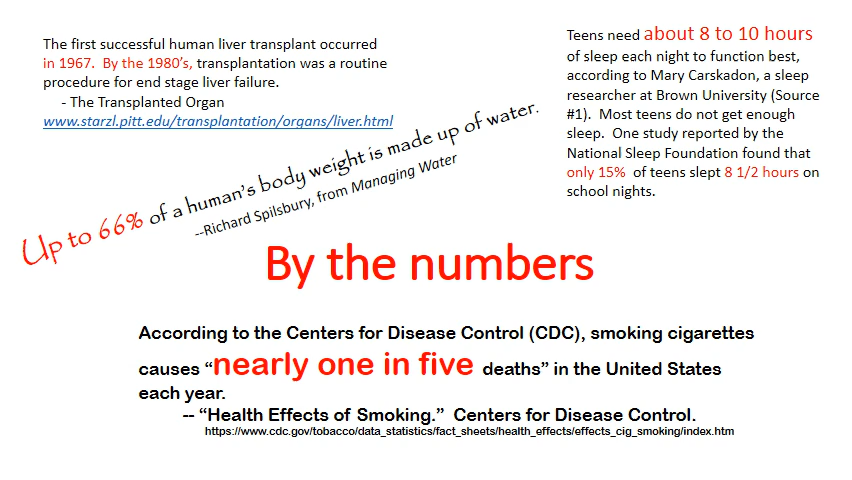 The first successful human liver transplant occurred
in 1967.  By the 1980's, transplantation was a routine
procedure for end stage liver failure.
- The Transplanted Organ
www.starzl.pitt.edu/transplantation/organs/liver.html
Teens need about 8 to 10 hours
of sleep each night to function best,
according to Mary Carskadon, a sleep
researcher at Brown University (Source
#1).  Most teens do not get enough
sleep.  One study reported by the
National Sleep Foundation found that
only 15%  of teens slept 8 1/2 hours on
school nights.
Up to 66% of a human's body weight is made up of water.
--Richard Spilsbury, from Managing Water
By the numbers
According to the Centers for Disease Control (CDC), smoking cigarettes
causes “nearly one in five deaths” in the United States
each year.
-- “Health Effects of Smoking.”  Centers for Disease Control.
https://www.cdc.gov/tobacco/data_statistics/fact_sheets/health_effects/effects_cig_smoking/index.htm